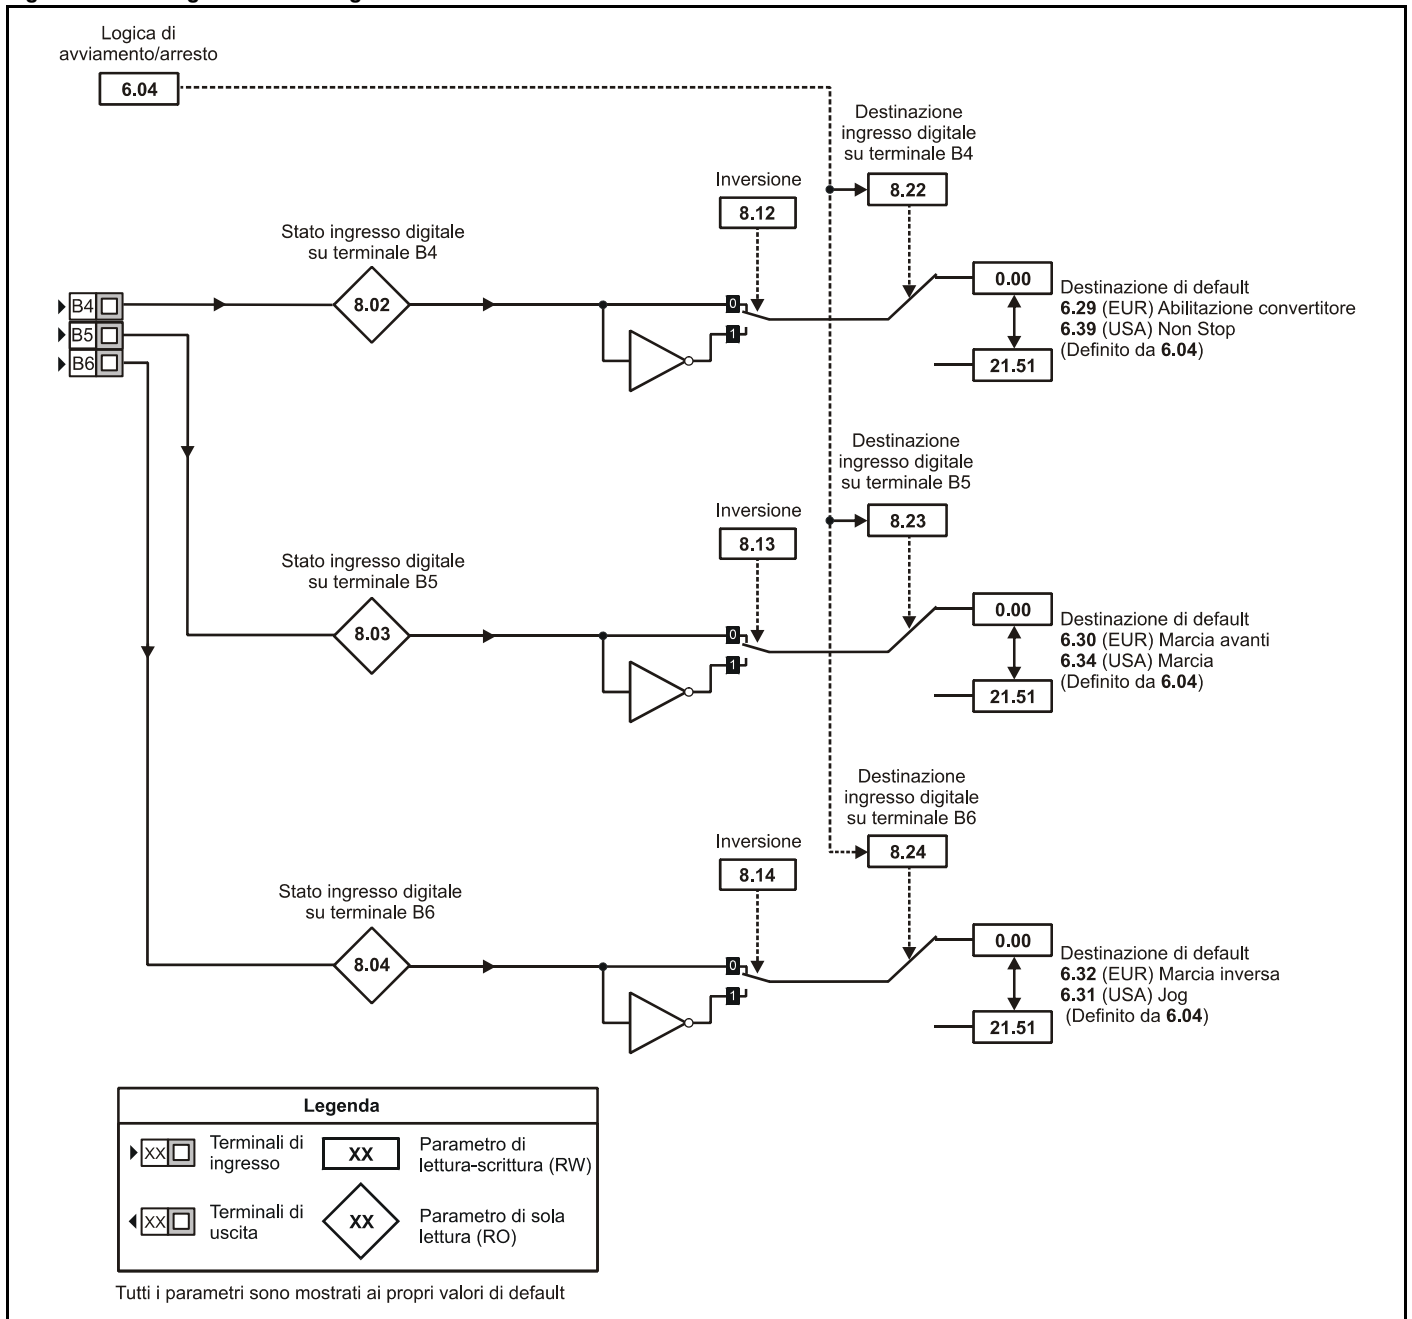 Logica di
avviamento/arresto
6.04
Destinazione
ingresso digitale
su terminale B4
Inversione
8.22
8.12
Stato ingresso digitale
su terminale B4
8.02
0
1
0.00
21.51
Destinazione di default
6.29 (EUR) Abilitazione convertitore
6.39 (USA) Non Stop
(Definito da 6.04)
B4
B5
B6
Destinazione
ingresso digitale
su terminale B5
Inversione
8.23
8.13
Stato ingresso digitale
su terminale B5
8.03
0
1
0.00
21.51
Destinazione di default
6.30 (EUR) Marcia avanti
6.34 (USA) Marcia
(Definito da 6.04)
Destinazione
ingresso digitale
su terminale B6
Inversione
8.24
8.14
Stato ingresso digitale
su terminale B6
8.04
0
1
0.00
21.51
Destinazione di default
6.32 (EUR) Marcia inversa
6.31 (USA) Jog
(Definito da 6.04)
Legenda
XX
Terminali di
ingresso
XX
Parametro di
lettura-scrittura (RW)
XX
Terminali di
uscita
XX
Parametro di sola
lettura (RO)
Tutti i parametri sono mostrati ai propri valori di default